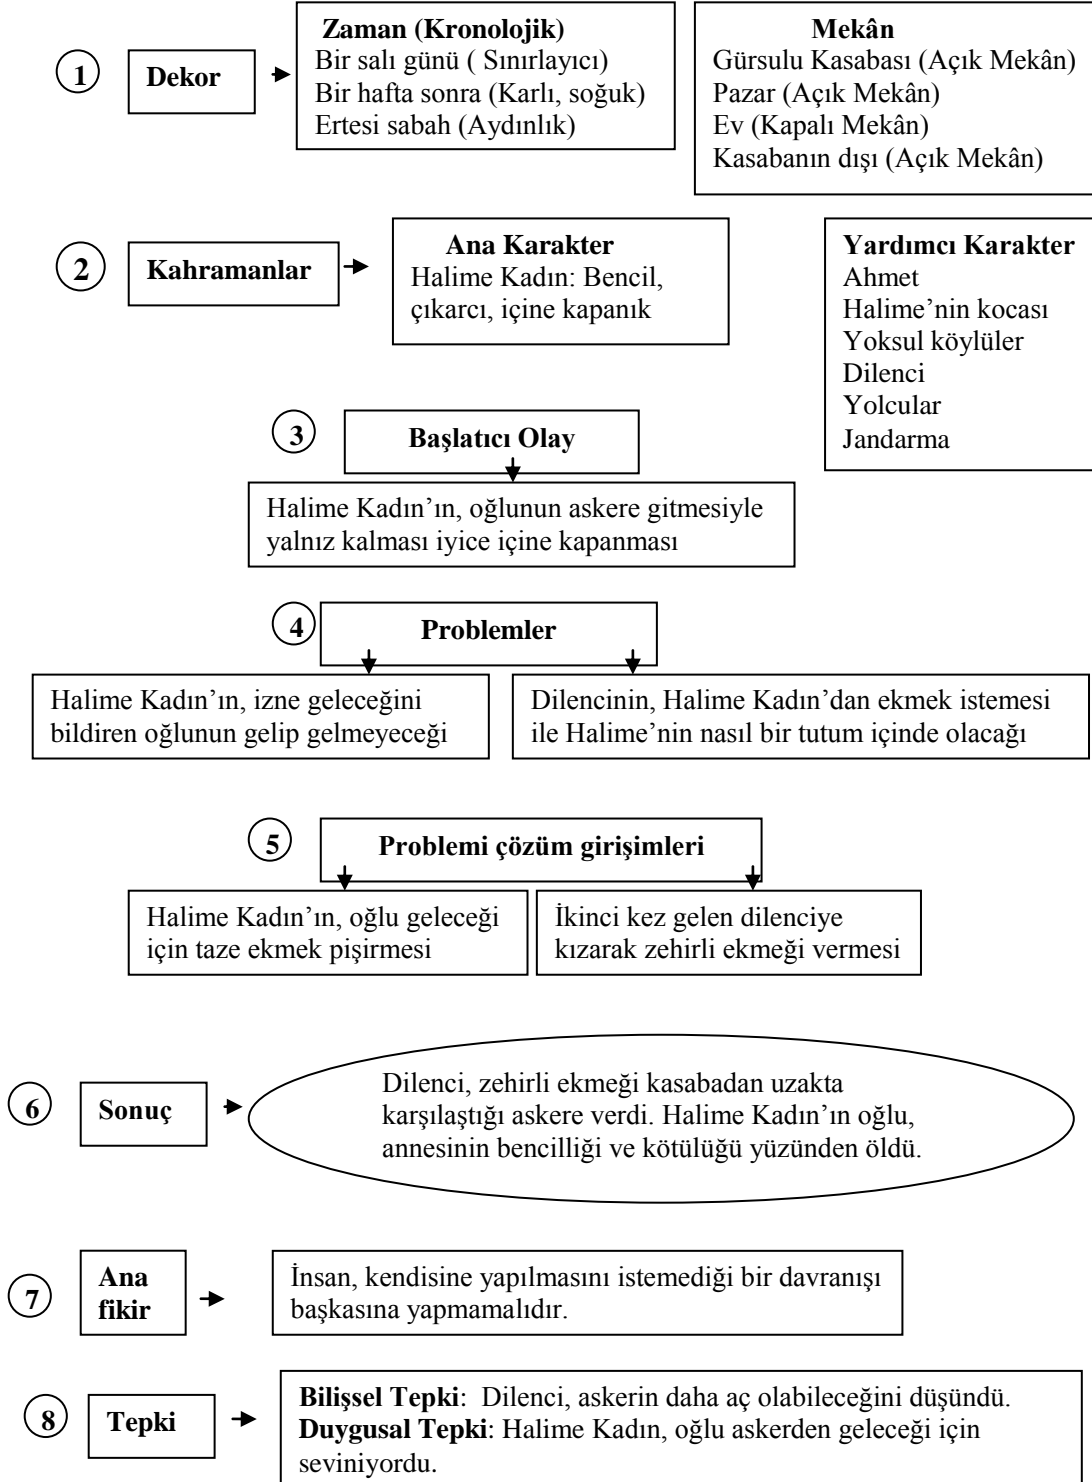 1
Dekor
Zaman (Kronolojik)
Bir salı günü ( Sınırlayıcı)
Bir hafta sonra (Karlı, soğuk)
Ertesi sabah (Aydınlık)
Mekân
Gürsulu Kasabası (Açık Mekân)
Pazar (Açık Mekân)
Ev (Kapalı Mekân)
Kasabanın dışı (Açık Mekân)
2
Kahramanlar
Ana Karakter
Halime Kadın: Bencil,
çıkarcı, içine kapanık
Yardımcı Karakter
Ahmet
Halime’nin kocası
Yoksul köylüler
Dilenci
Yolcular
Jandarma
3
Başlatıcı Olay
Halime Kadın’ın, oğlunun askere gitmesiyle
yalnız kalması iyice içine kapanması
4
Problemler
Halime Kadın’ın, izne geleceğini
bildiren oğlunun gelip gelmeyeceği
Dilencinin, Halime Kadın’dan ekmek istemesi
ile Halime’nin nasıl bir tutum içinde olacağı
5
Problemi çözüm girişimleri
Halime Kadın’ın, oğlu geleceği
için taze ekmek pişirmesi
İkinci kez gelen dilenciye
kızarak zehirli ekmeği vermesi
6
Sonuç
Dilenci, zehirli ekmeği kasabadan uzakta
karşılaştığı askere verdi. Halime Kadın’ın oğlu,
annesinin bencilliği ve kötülüğü yüzünden öldü.
7
Ana
fikir
İnsan, kendisine yapılmasını istemediği bir davranışı
başkasına yapmamalıdır.
8
Tepki
Bilişsel Tepki: Dilenci, askerin daha aç olabileceğini düşündü.
Duygusal Tepki: Halime Kadın, oğlu askerden geleceği için
seviniyordu.